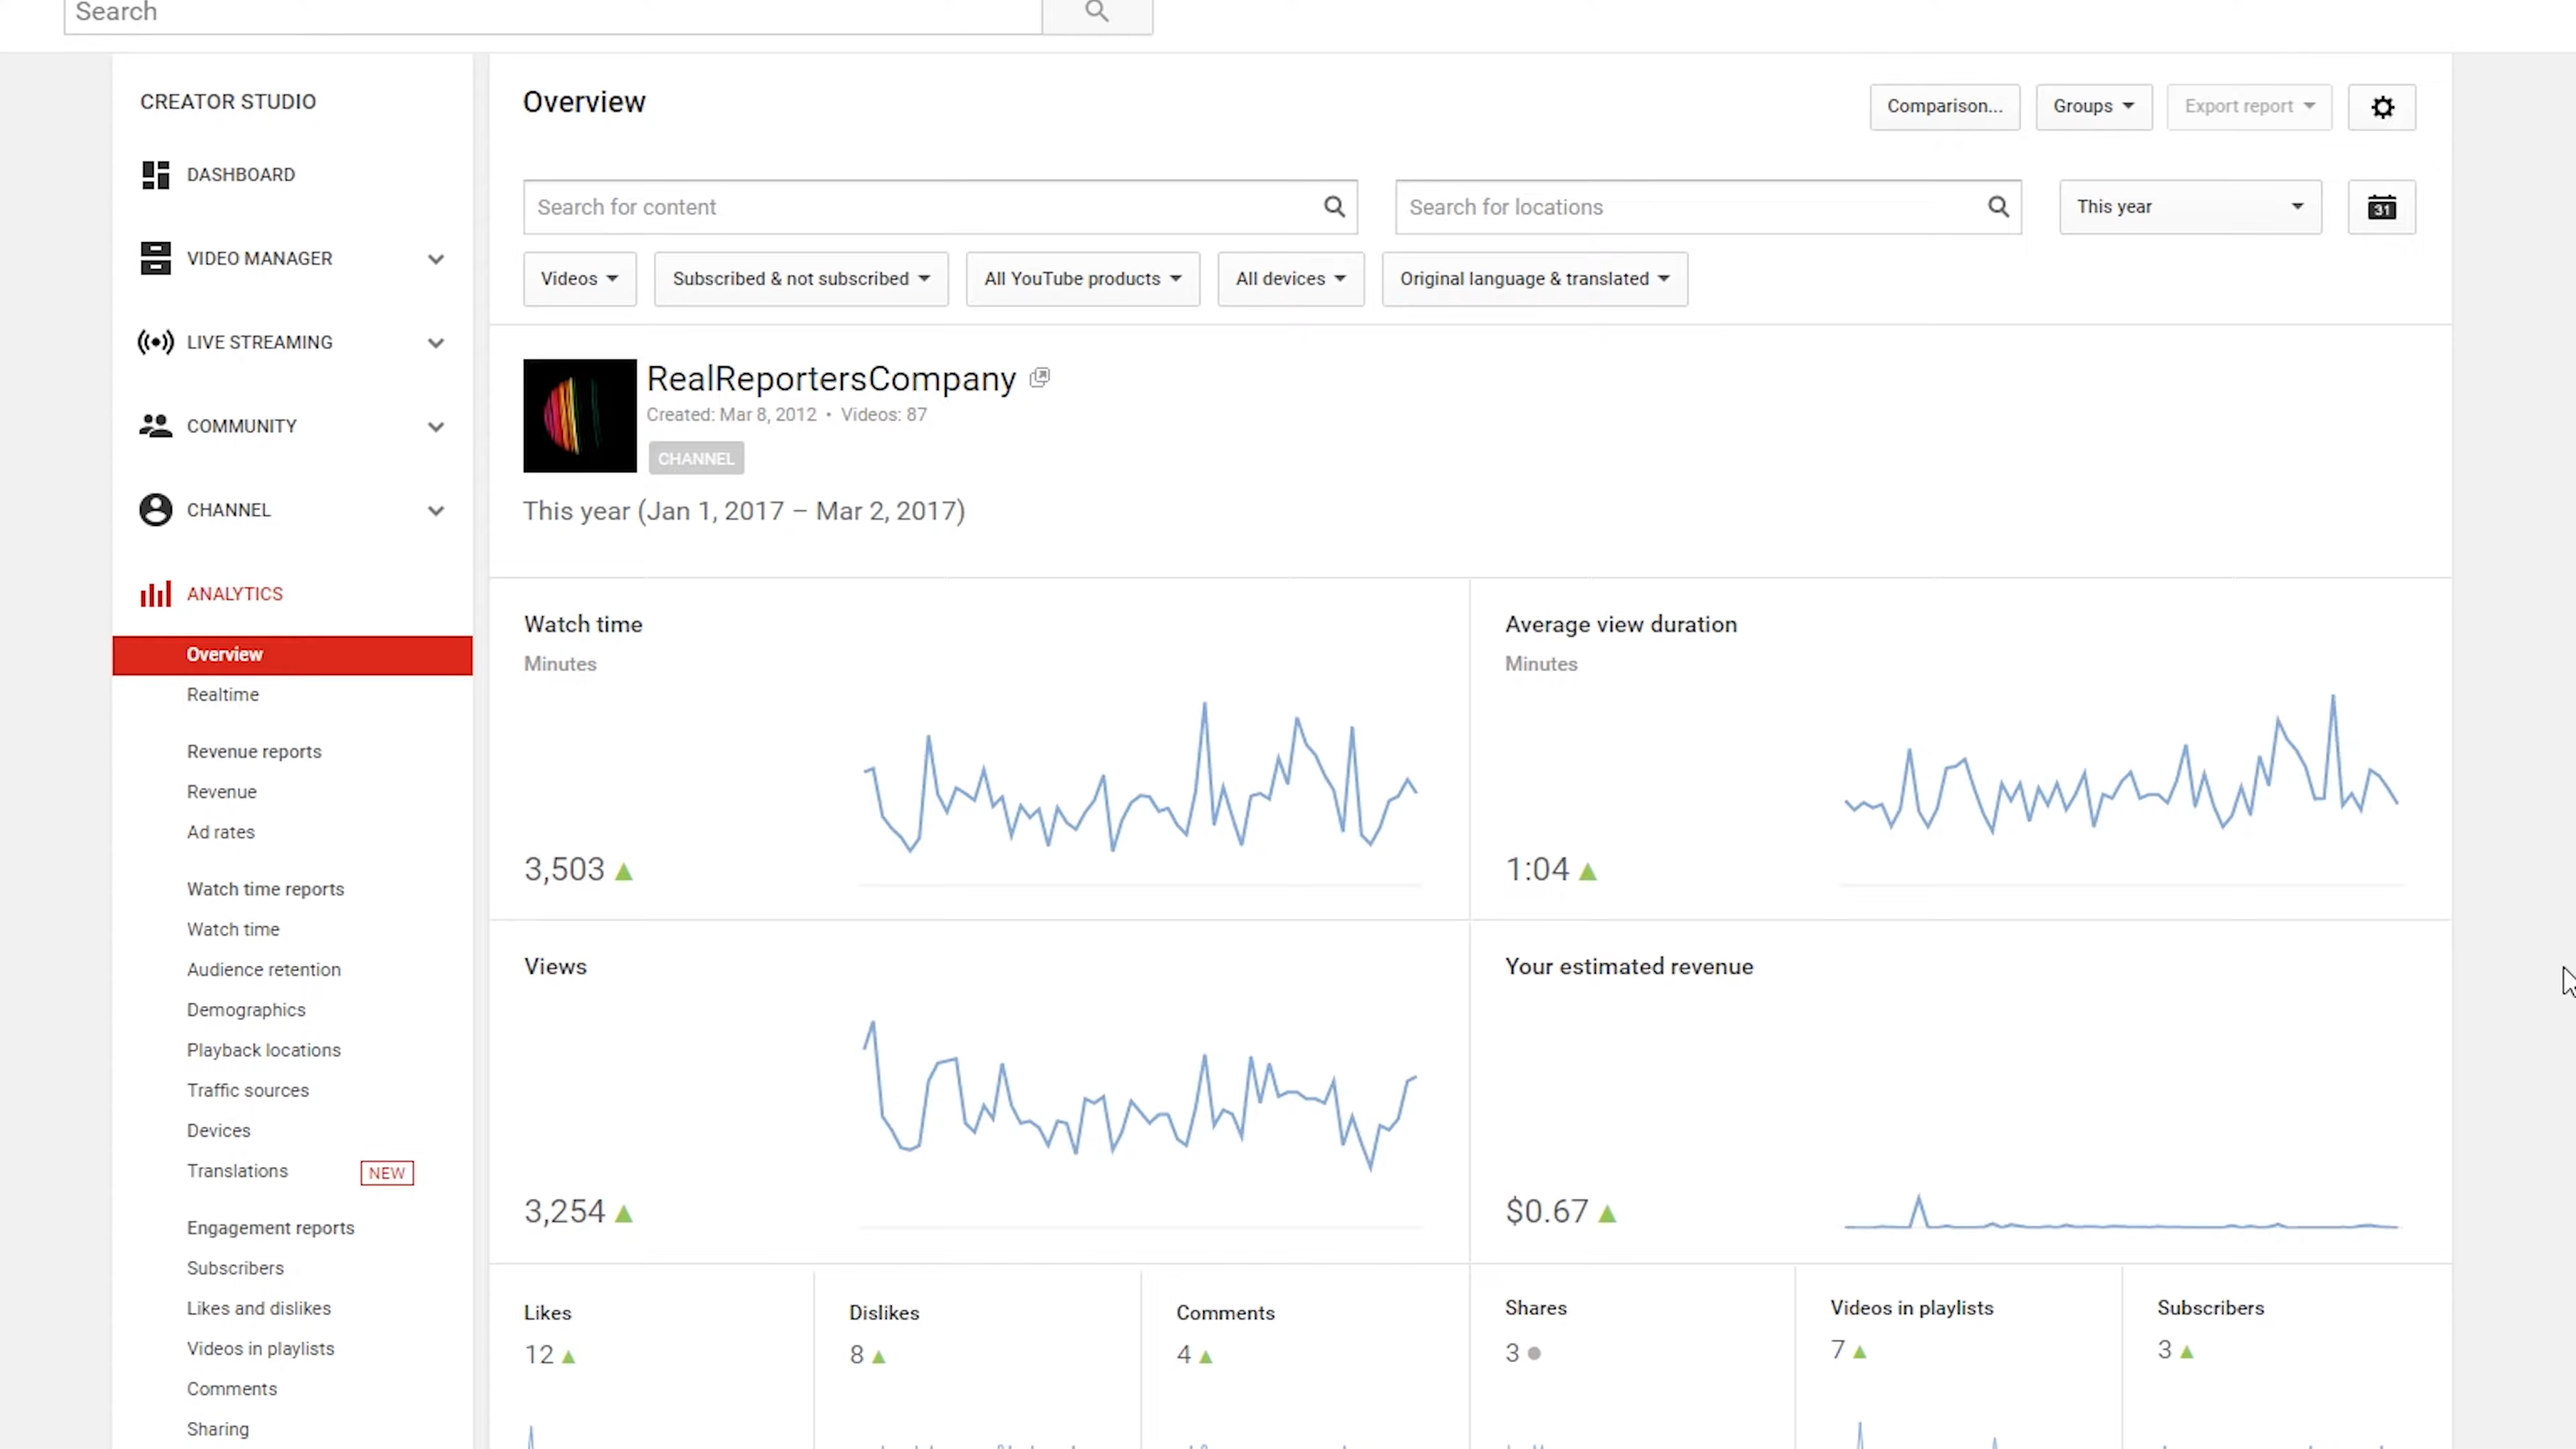 Search
CREATOR STUDIO
DASHBOARD
VIDEO MANAGER
LIVE STREAMING
COMMUNITY
CHANNEL
ANALYTICS
Overview
Realtime
Revenue reports
Revenue
Ad rates
Watch time reports
Watch time
Audience retention
Demographics
Playback locations
Traffic sources
Devices
Translations NEW
Engagement reports
Subscribers
Likes and dislikes
Videos in playlists
Comments
Sharing
Overview
Comparison... Groups Export report
Search for content Search for locations This year 31
Videos Subscribed & not subscribed All YouTube products All devices Original language & translated
RealReportersCompany
Created: Mar 8, 2012 • Videos: 87
CHANNEL
This year (Jan 1, 2017 – Mar 2, 2017)
Watch time
Minutes
3,503
Average view duration
Minutes
1:04
Views
3,254
Your estimated revenue
$0.67
Likes
12
Dislikes
8
Comments
4
Shares
3
Videos in playlists
7
Subscribers
3